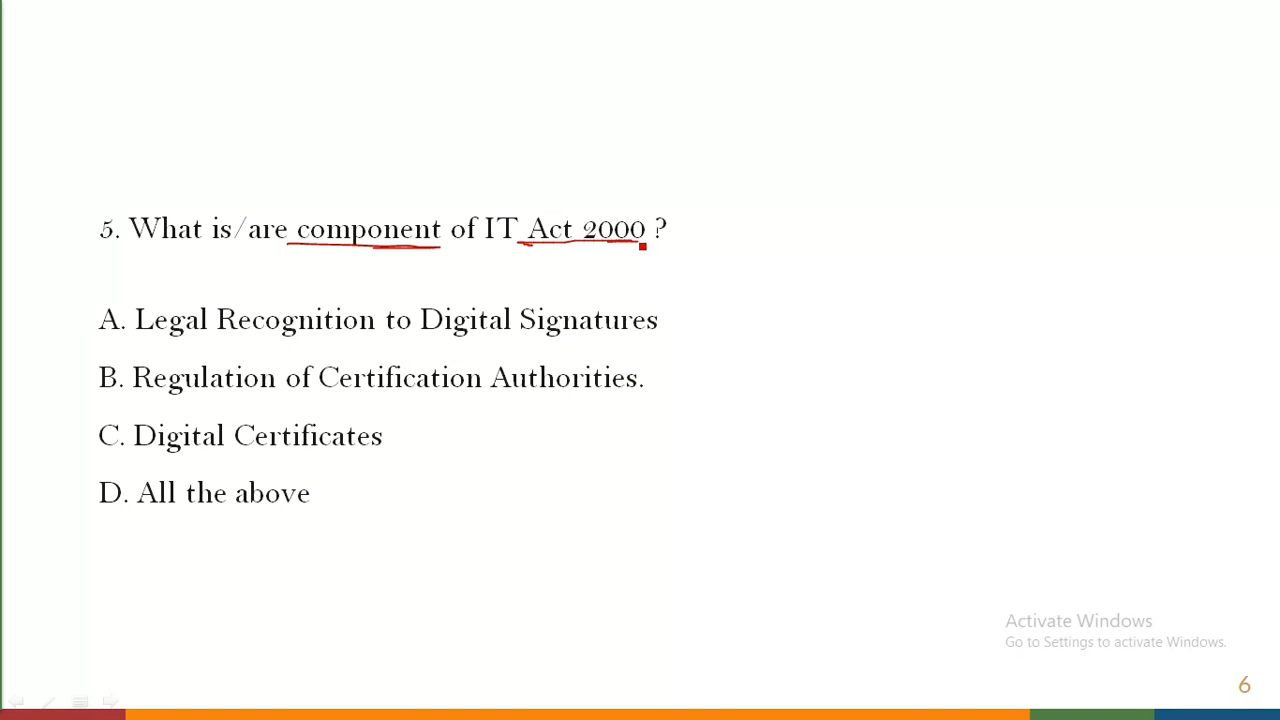 5. What is/are component of IT Act 2000 ?
A. Legal Recognition to Digital Signatures
B. Regulation of Certification Authorities.
C. Digital Certificates
D. All the above
Activate Windows
Go to Settings to activate Windows.
6